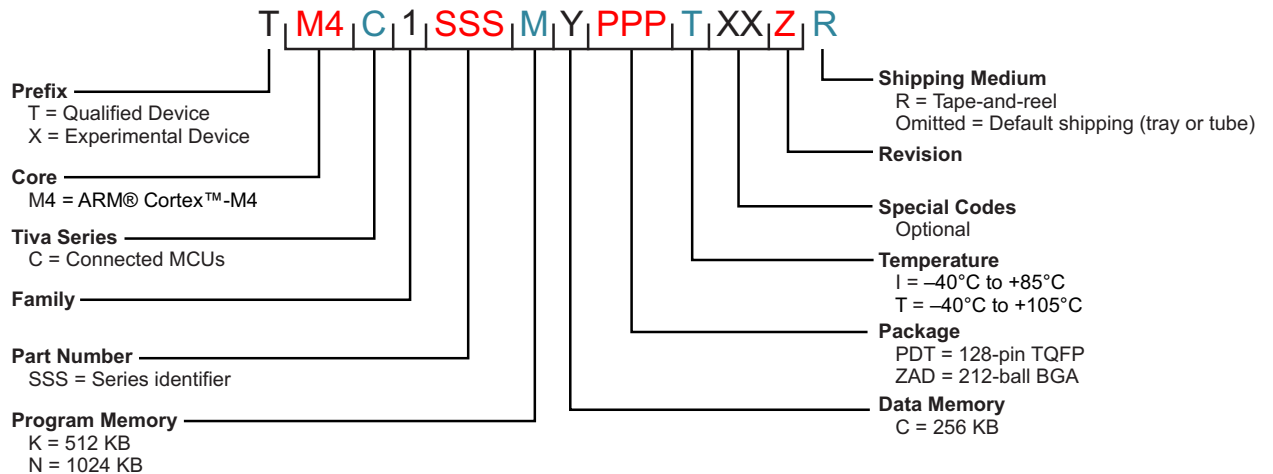 T M4 C 1 SSS M Y PPP T XX Z R
Prefix
T = Qualified Device
X = Experimental Device
Core
M4 = ARM® Cortex™-M4
Tiva Series
C = Connected MCUs
Family
Part Number
SSS = Series identifier
Program Memory
K = 512 KB
N = 1024 KB
Shipping Medium
R = Tape-and-reel
Omitted = Default shipping (tray or tube)
Revision
Special Codes
Optional
Temperature
I = –40°C to +85°C
T = –40°C to +105°C
Package
PDT = 128-pin TQFP
ZAD = 212-ball BGA
Data Memory
C = 256 KB